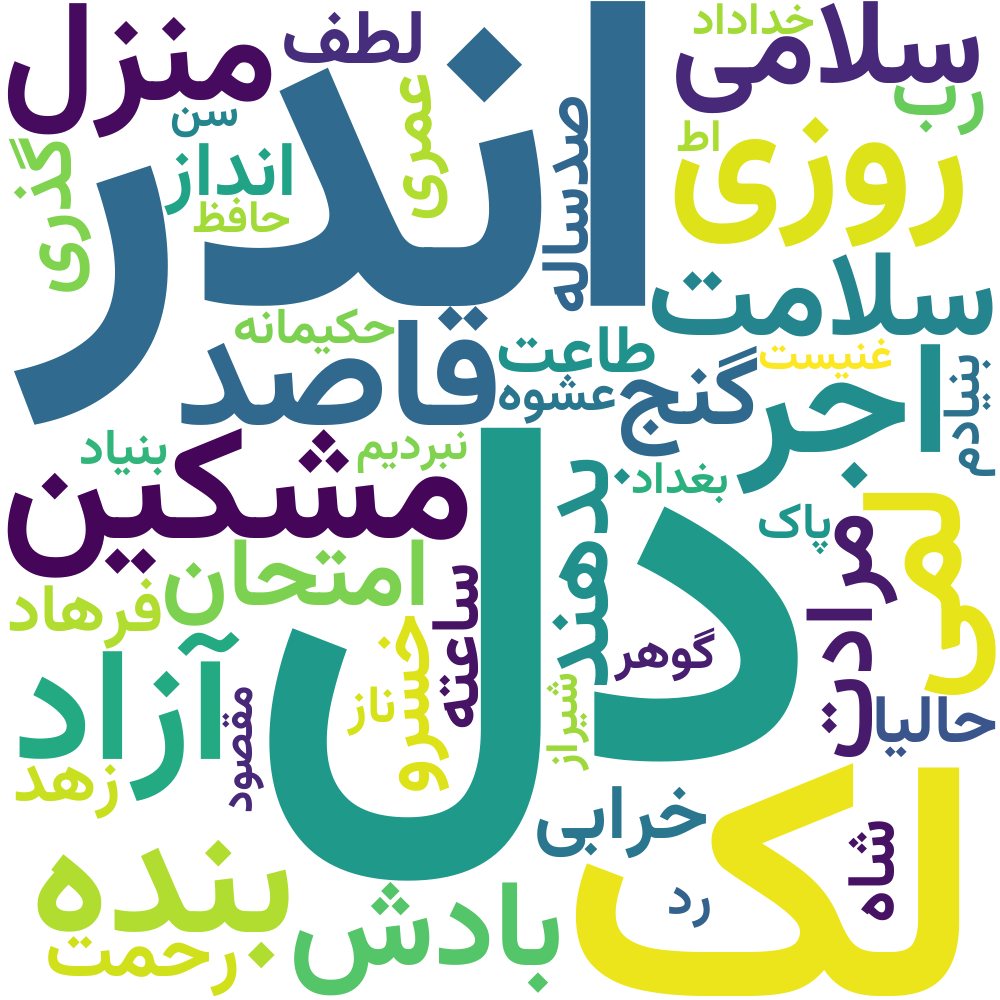 خداداد
سلامی
لطف
منزل
اندر
عمری
رب
صدساله
سن
اط
روزی
گذری
انداز
حافظ
سلامت
حکیمانه
قاصد
طاعت
غنیست
گنج
اجر
بنیادم
عشوه
نبردیم
بنیاد
مشکین
دل
بغداد
بدهند
پاک
لمی
مرادت
امتحان
فرهاد
ساعته
خسرو
گوهر
آزاد
ناز
مقصود
شیراز
حالیا
زهد
لک
خرابی
شاه
بنده
رد
بادش
رحمت